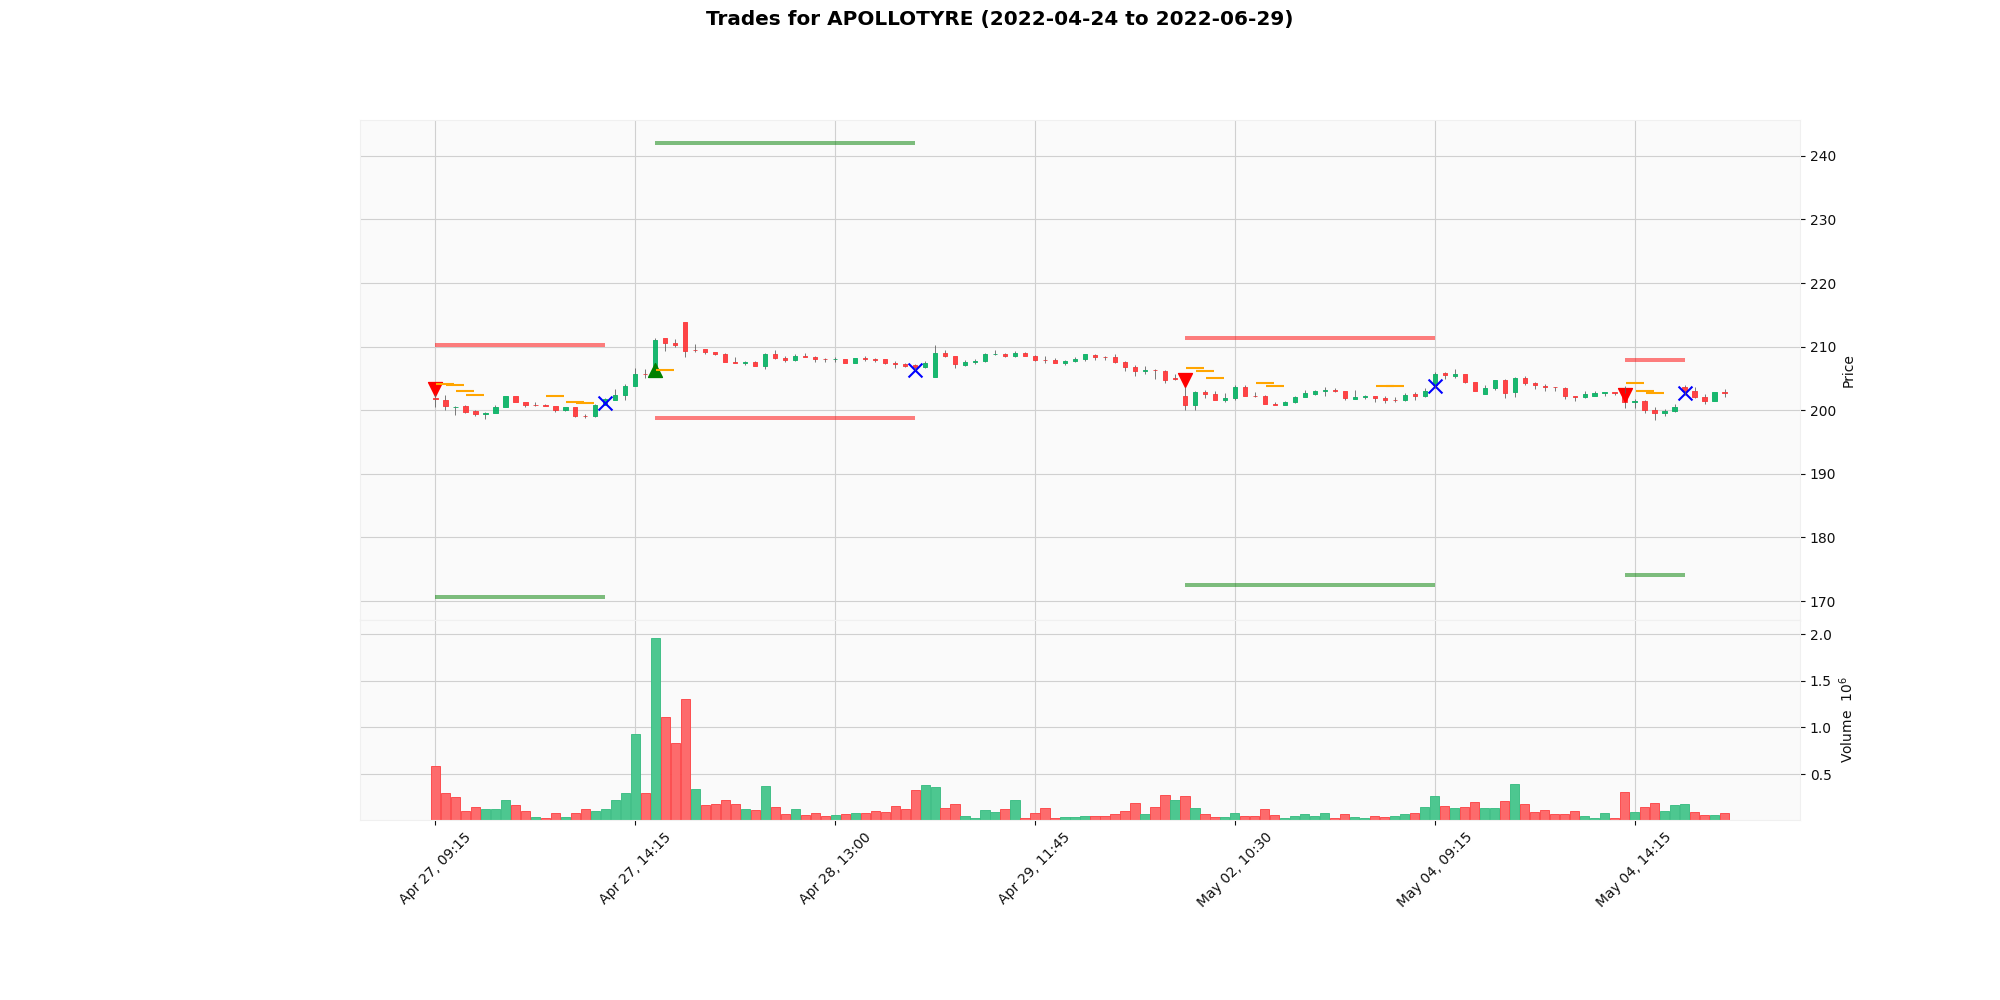 Trades for APOLLOTYRE (2022-04-24 to 2022-06-29)
240
230
220
210
200
190
180
170
Price
2.0
1.5
1.0
0.5
Volume 10⁶
Apr 27, 09:15
Apr 27, 14:15
Apr 28, 13:00
Apr 29, 11:45
May 02, 10:30
May 04, 09:15
May 04, 14:15